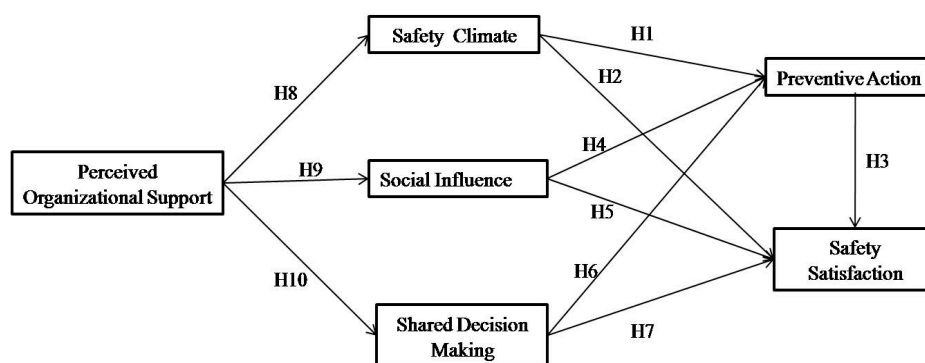 Safety Climate
H1
H2
Preventive Action
H8
H4
H3
Perceived
Organizational Support
H9
Social Influence
H5
Safety
Satisfaction
H10
H6
Shared Decision
Making
H7